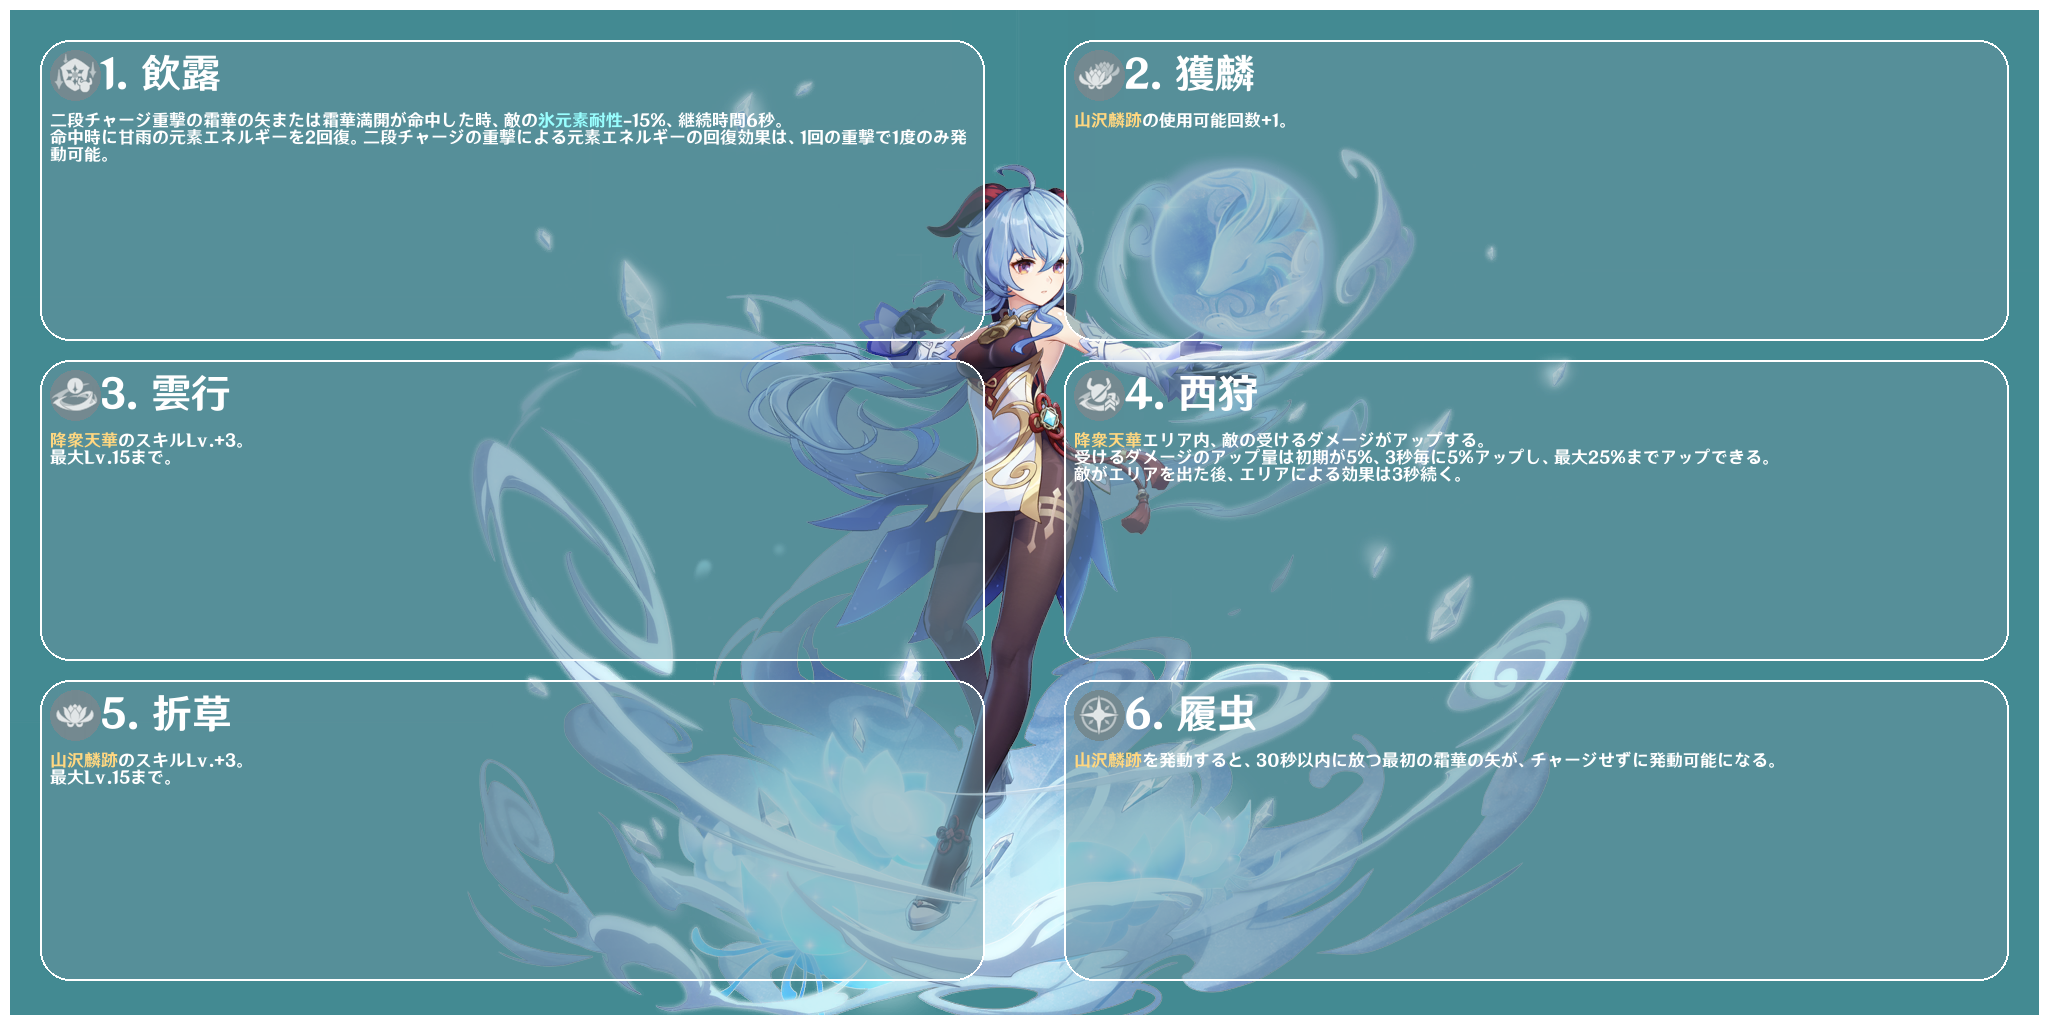 1. 飲露
二段チャージ重撃の霜華の矢または霜華満開が命中した時、敵の氷元素耐性-15%、継続時間6秒。
命中時に甘雨の元素エネルギーを2回復。二段チャージの重撃による元素エネルギーの回復効果は、1回の重撃で1度のみ発
動可能。
2. 獲麟
山沢麟跡の使用可能回数+1。
3. 雲行
降衆天華のスキルLv.+3。
最大Lv.15まで。
4. 西狩
降衆天華エリア内、敵の受けるダメージがアップする。
受けるダメージのアップ量は初期が5%、3秒毎に5%アップし、最大25%までアップできる。
敵がエリアを出た後、エリアによる効果は3秒続く。
5. 折草
山沢麟跡のスキルLv.+3。
最大Lv.15まで。
6. 履虫
山沢麟跡を発動すると、30秒以内に放つ最初の霜華の矢が、チャージせずに発動可能になる。